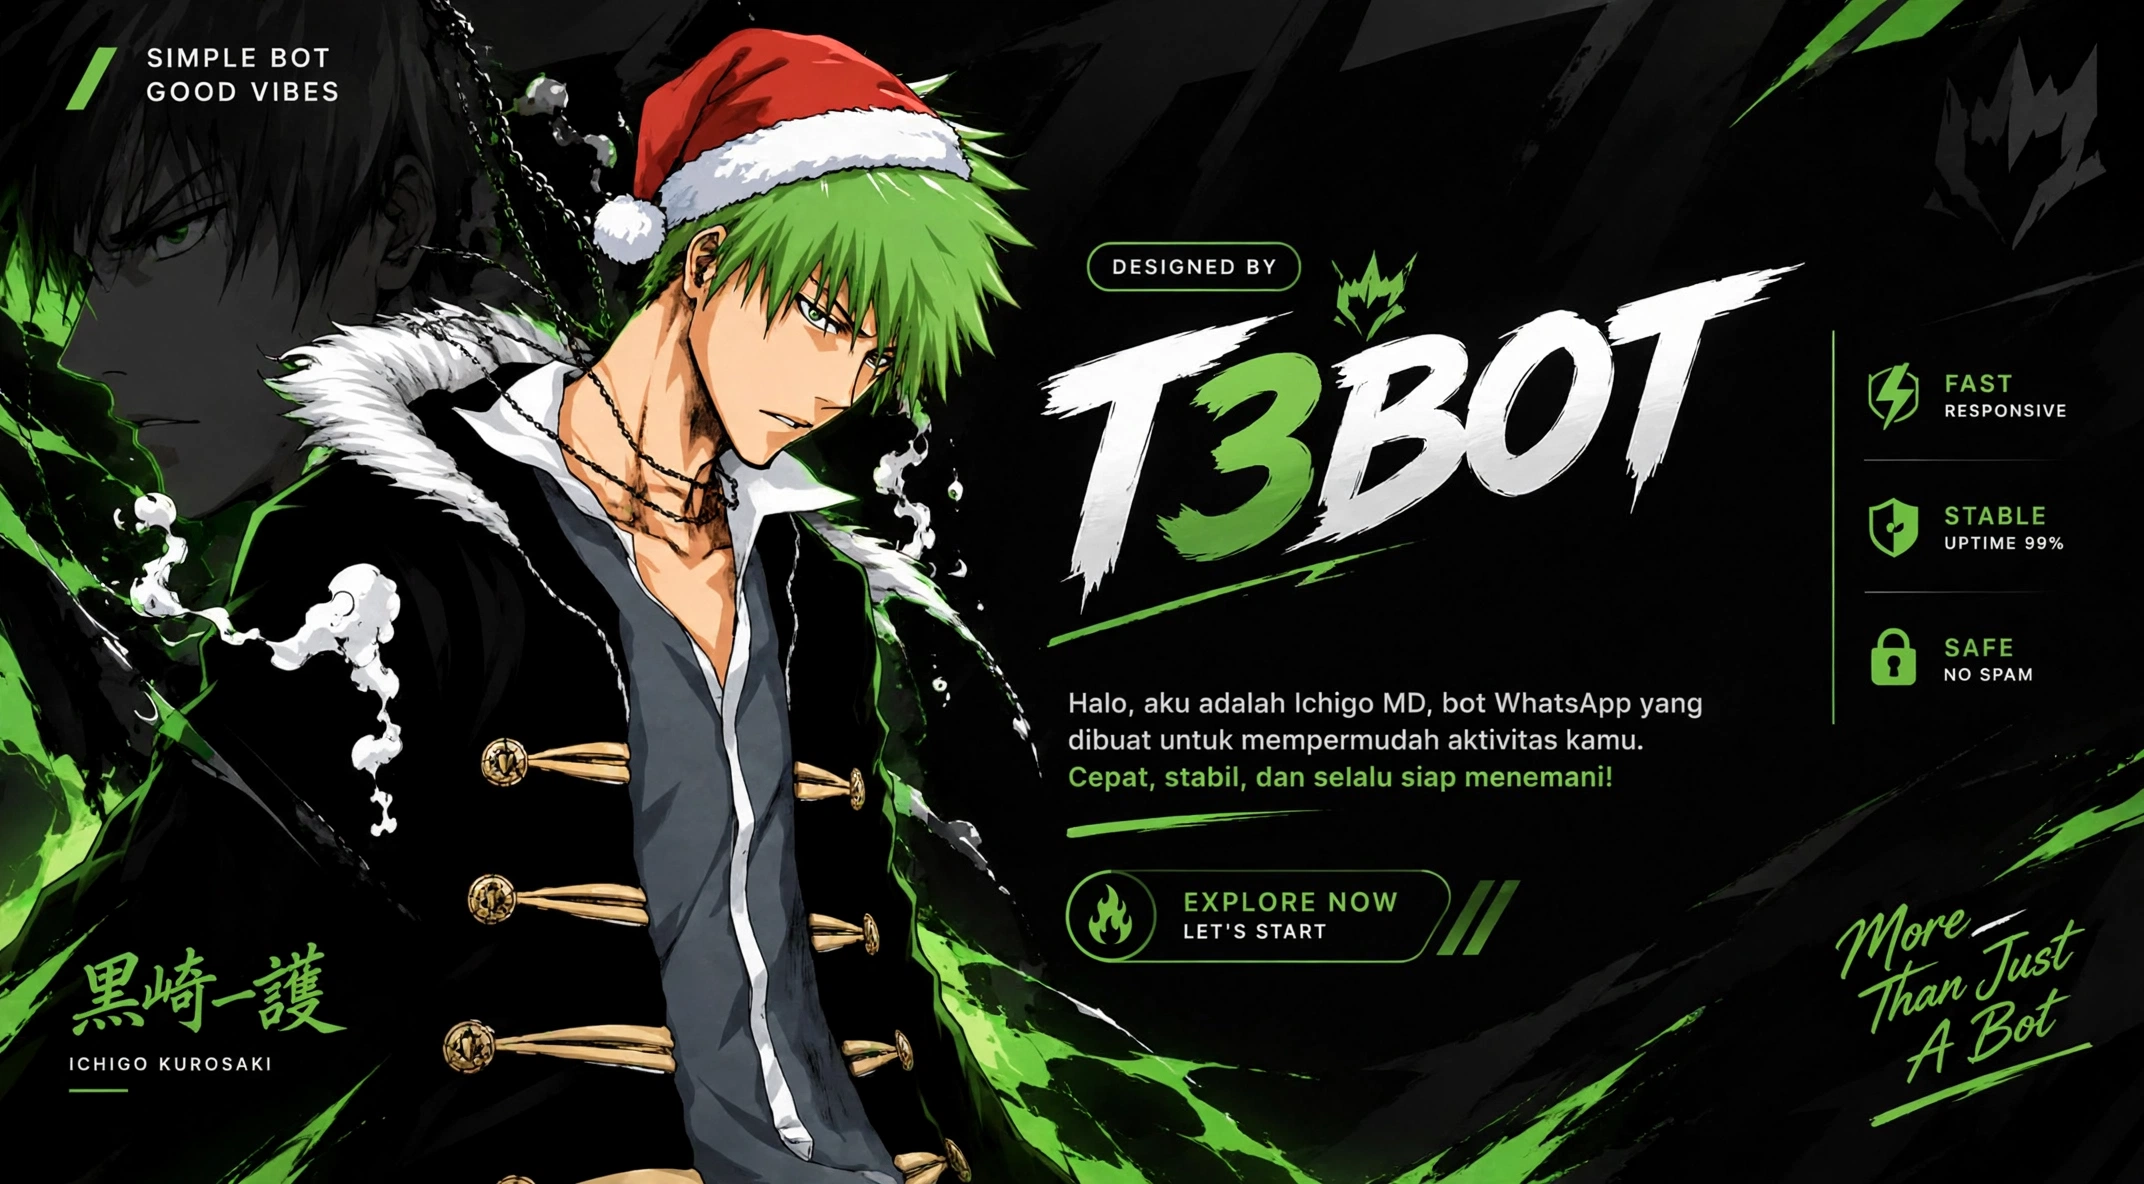 SIMPLE BOT
GOOD VIBES
DESIGNED BY
T3BOT
FAST
RESPONSIVE
STABLE
UPTIME 99%
SAFE
NO SPAM
Halo, aku adalah Ichigo MD, bot WhatsApp yang
dibuat untuk mempermudah aktivitas kamu.
Cepat, stabil, dan selalu siap menemani!
EXPLORE NOW
LET'S START
黒崎一護
ICHIGO KUROSAKI
More
Than Just
A Bot